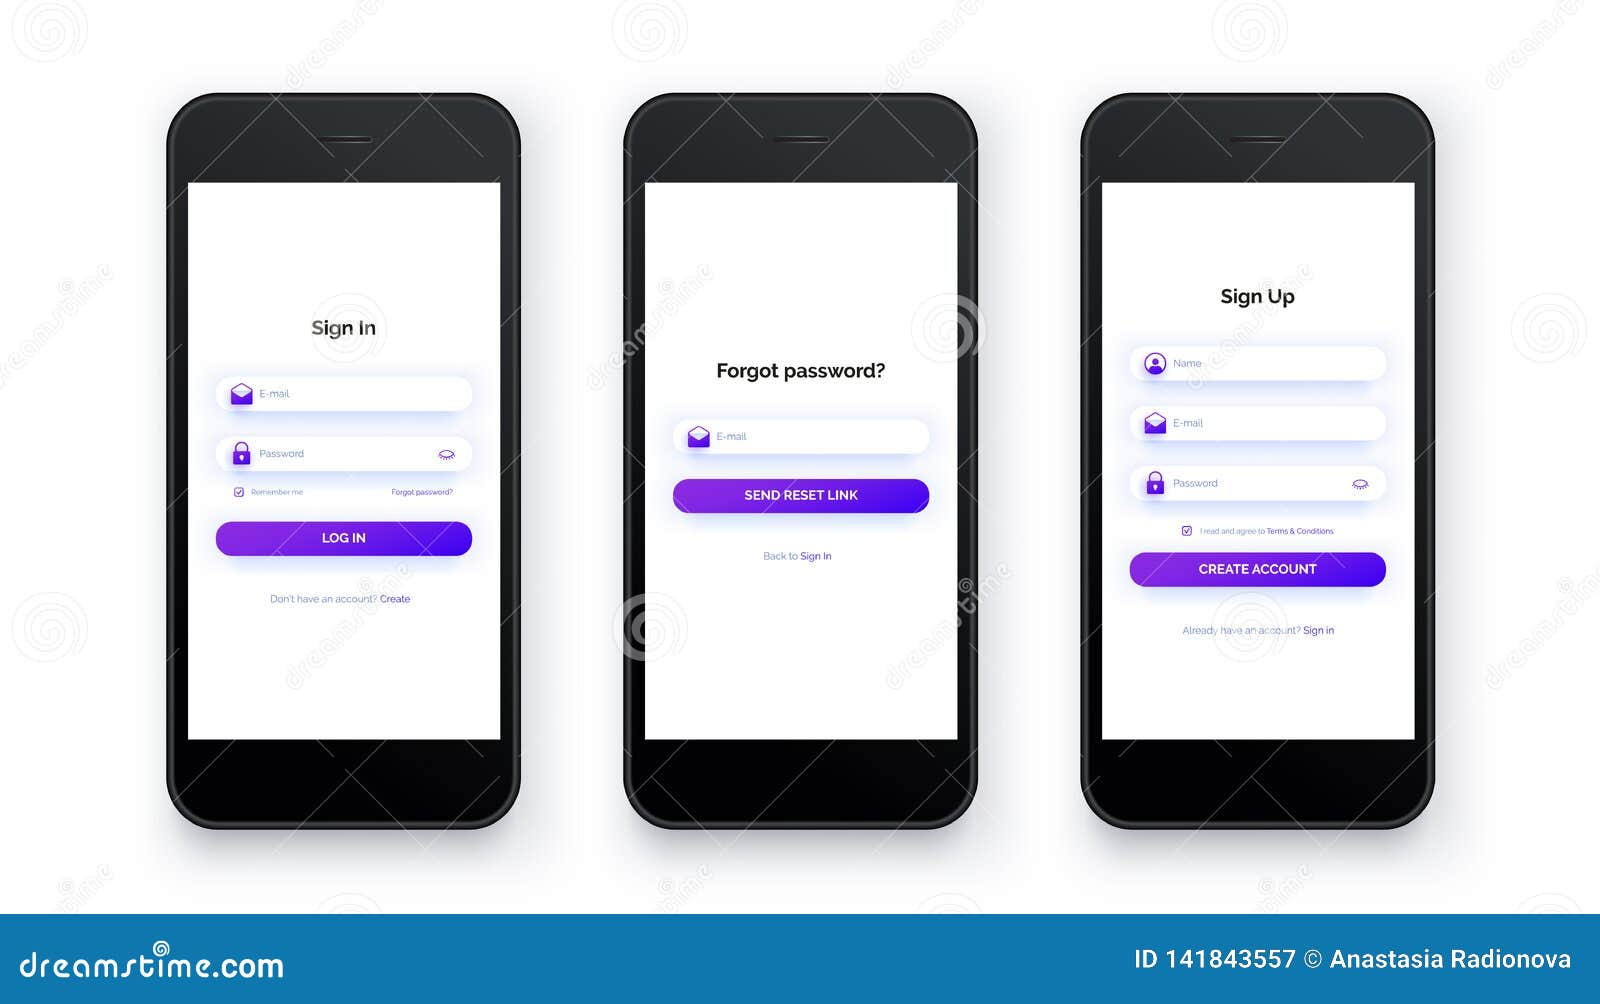 Sign In
E-mail
Password
Remember me
Forgot password?
LOG IN
Don't have an account? Create
Forgot password?
E-mail
SEND RESET LINK
Back to Sign In
Sign Up
Name
E-mail
Password
I read and agree to Terms & Conditions
CREATE ACCOUNT
Already have an account? Sign in
dreamstime.com
ID 141843557 © Anastasia Radionova